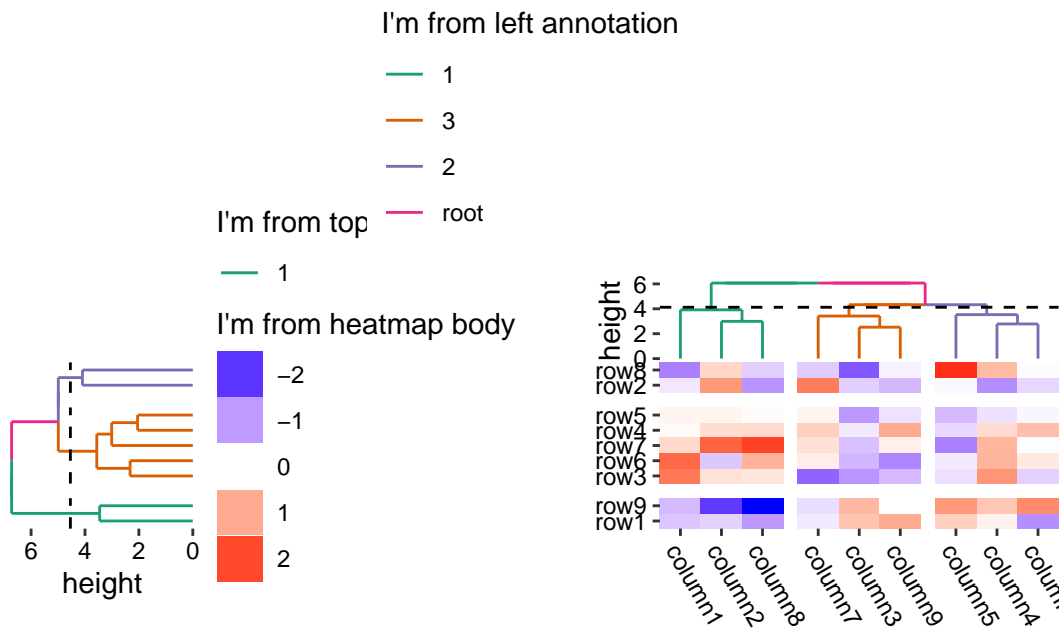 I'm from left annotation
1
3
2
root
I'm from top
1
I'm from heatmap body
−2
−1
0
1
2
6 4 2 0
height
6
4
2
0
height
row8
row2
row5
row4
row7
row6
row3
row9
row1
column1 column2 column8 column7 column3 column9 column5 column4 colum